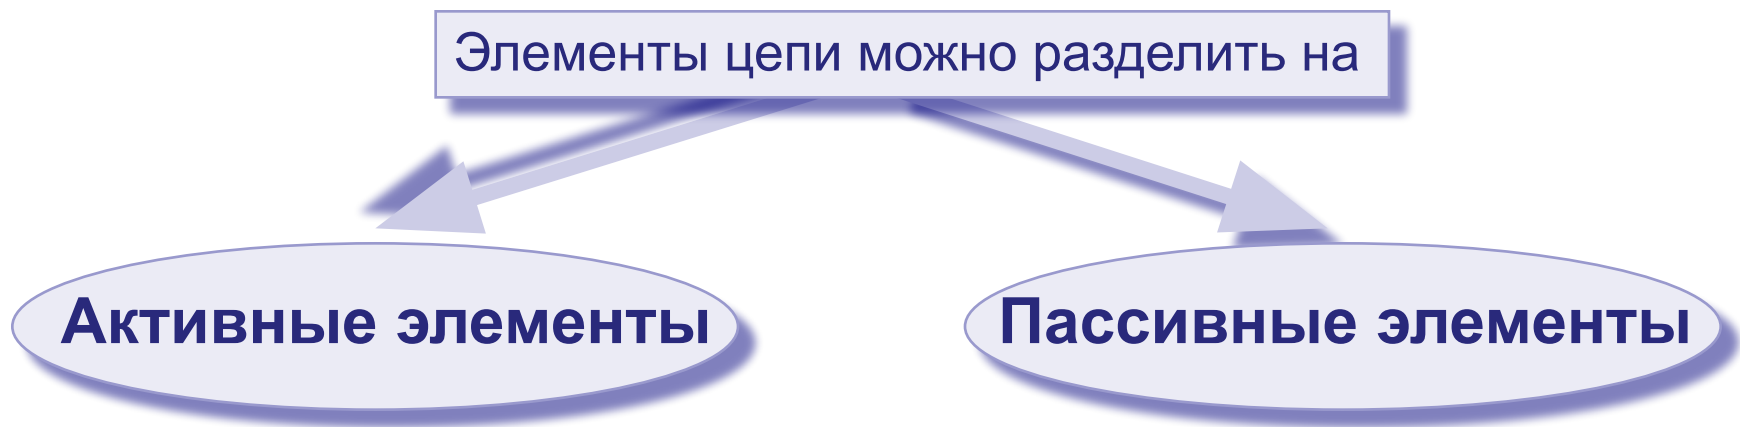 Элементы цепи можно разделить на
Активные элементы
Пассивные элементы